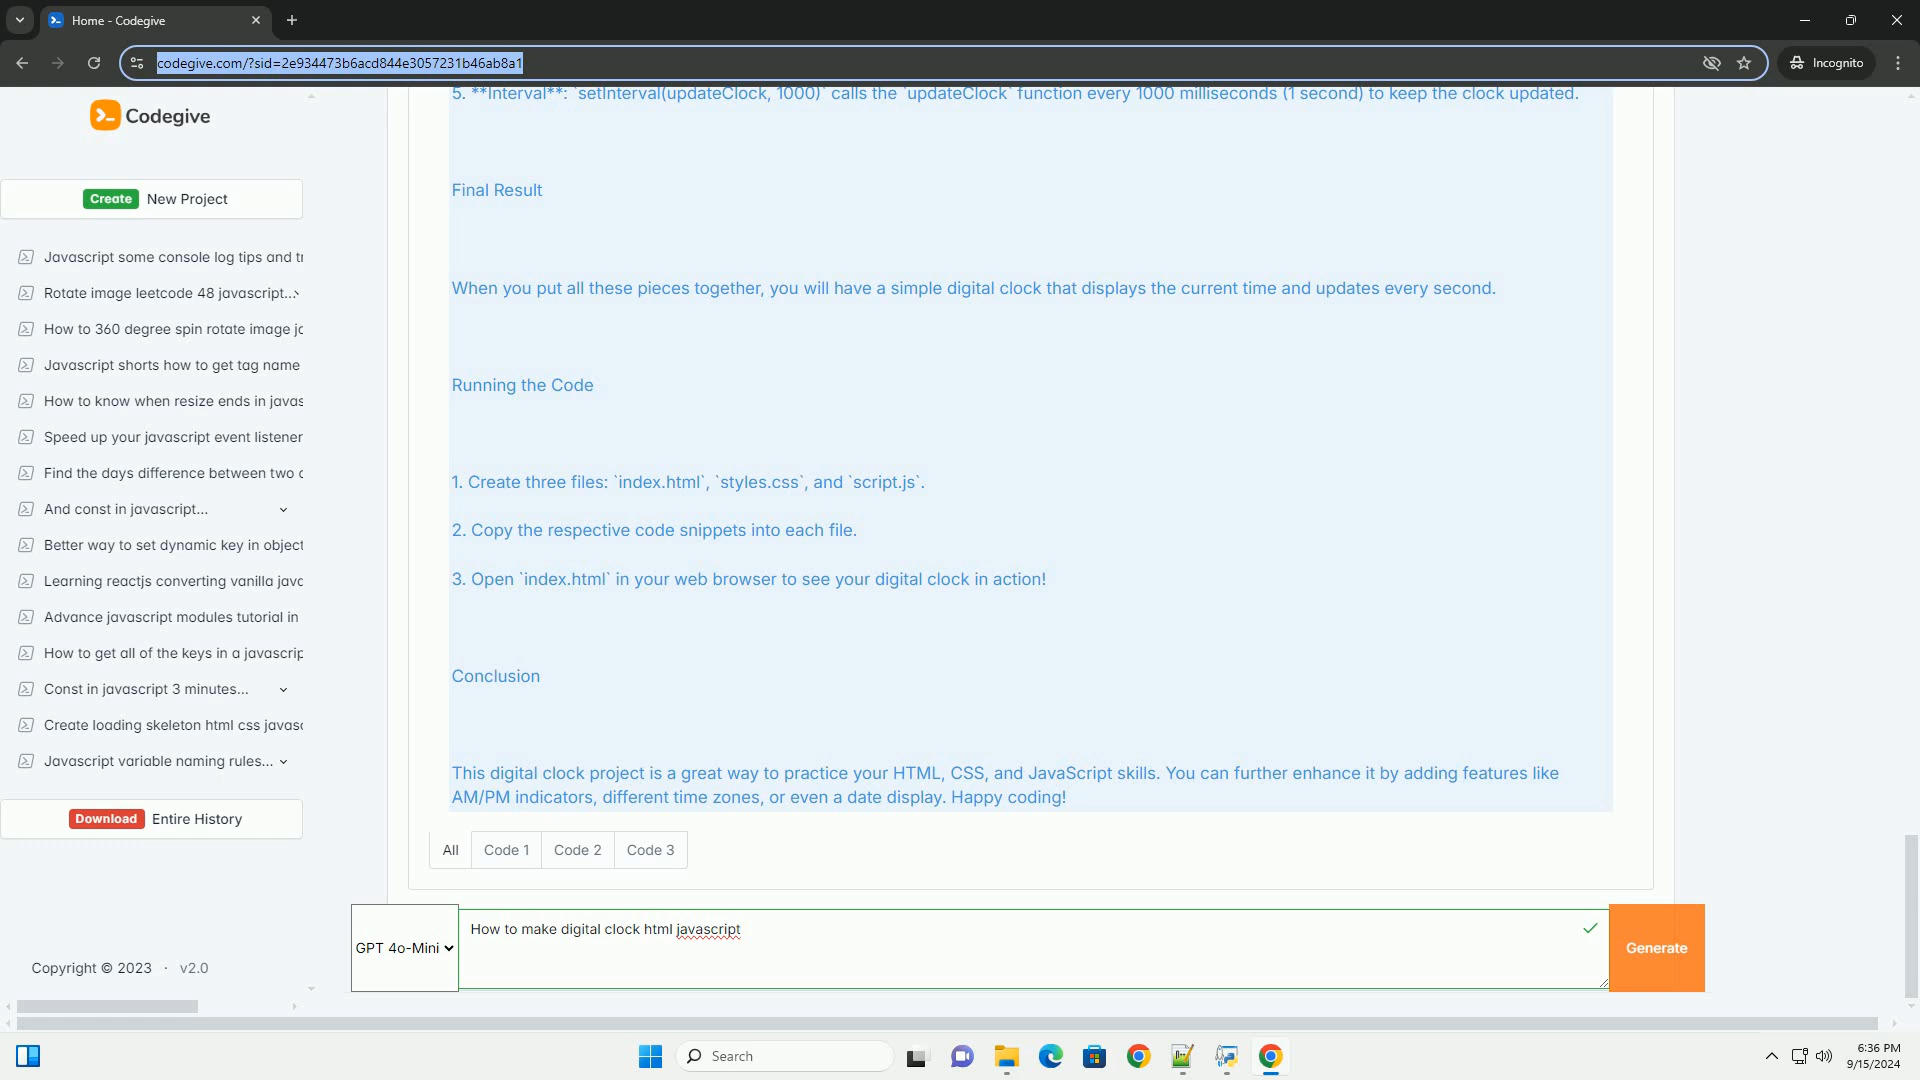 Home - Codegive
codegive.com/?sid=2e934473b6acd844e3057231b46ab8a1
Incognito
Codegive
Create New Project
Javascript some console log tips and tr
Rotate image leetcode 48 javascript...
How to 360 degree spin rotate image jo
Javascript shorts how to get tag name
How to know when resize ends in javas
Speed up your javascript event listener
Find the days difference between two d
And const in javascript...
Better way to set dynamic key in object
Learning reactjs converting vanilla java
Advance javascript modules tutorial in
How to get all of the keys in a javascrip
Const in javascript 3 minutes...
Create loading skeleton html css javasc
Javascript variable naming rules...
Download Entire History
Copyright © 2023 · v2.0
5. **Interval**: `setInterval(updateClock, 1000)` calls the `updateClock` function every 1000 milliseconds (1 second) to keep the clock updated.
Final Result
When you put all these pieces together, you will have a simple digital clock that displays the current time and updates every second.
Running the Code
1. Create three files: `index.html`, `styles.css`, and `script.js`.
2. Copy the respective code snippets into each file.
3. Open `index.html` in your web browser to see your digital clock in action!
Conclusion
This digital clock project is a great way to practice your HTML, CSS, and JavaScript skills. You can further enhance it by adding features like
AM/PM indicators, different time zones, or even a date display. Happy coding!
All Code 1 Code 2 Code 3
GPT 4o-Mini
How to make digital clock html javascript
Generate
Search
6:36 PM
9/15/2024